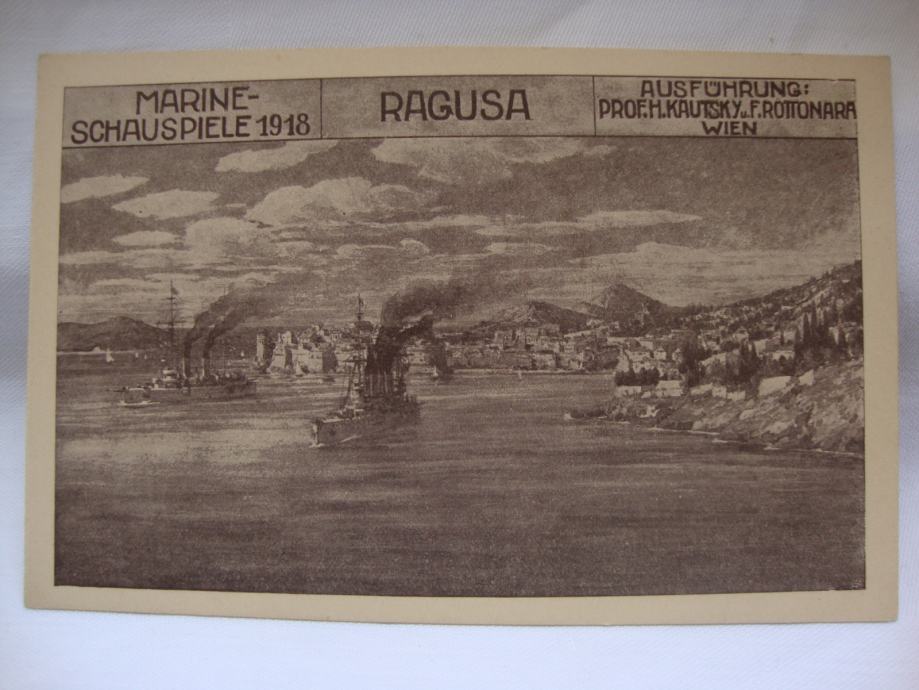 MARINE-
SCHAUSPIELE 1918
RAGUSA
AUSFÜHRUNG:
PROF. H. KAUTSKY u. F. ROTTONARA
WIEN